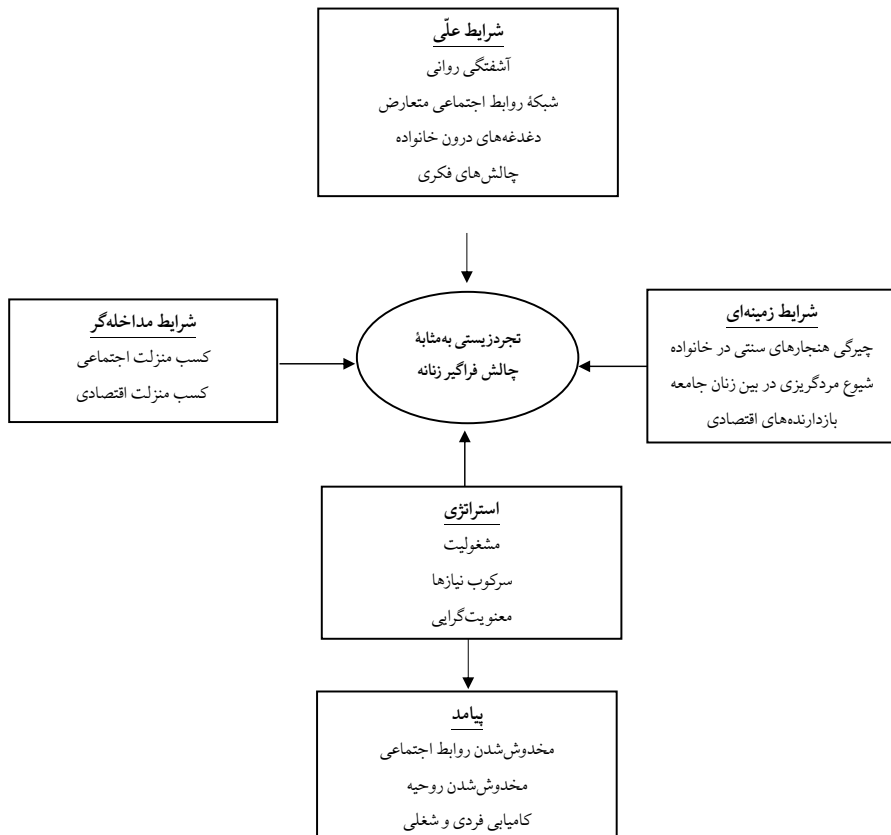 شرایط علّی
آشفتگی روانی
شبکۀ روابط اجتماعی متعارض
دغدغه‌های درون خانواده
چالش‌های فکری
شرایط زمینه‌ای
چیرگی هنجارهای سنتی در خانواده
شیوع مردگریزی در بین زنان جامعه
بازدارنده‌های اقتصادی
تجردزیستی به‌مثابۀ
چالش فراگیر زنانه
شرایط مداخله‌گر
کسب منزلت اجتماعی
کسب منزلت اقتصادی
استراتژی
مشغولیت
سرکوب نیازها
معنویت‌گرایی
پیامد
مخدوش‌شدن روابط اجتماعی
مخدوش‌شدن روحیه
کامیابی فردی و شغلی